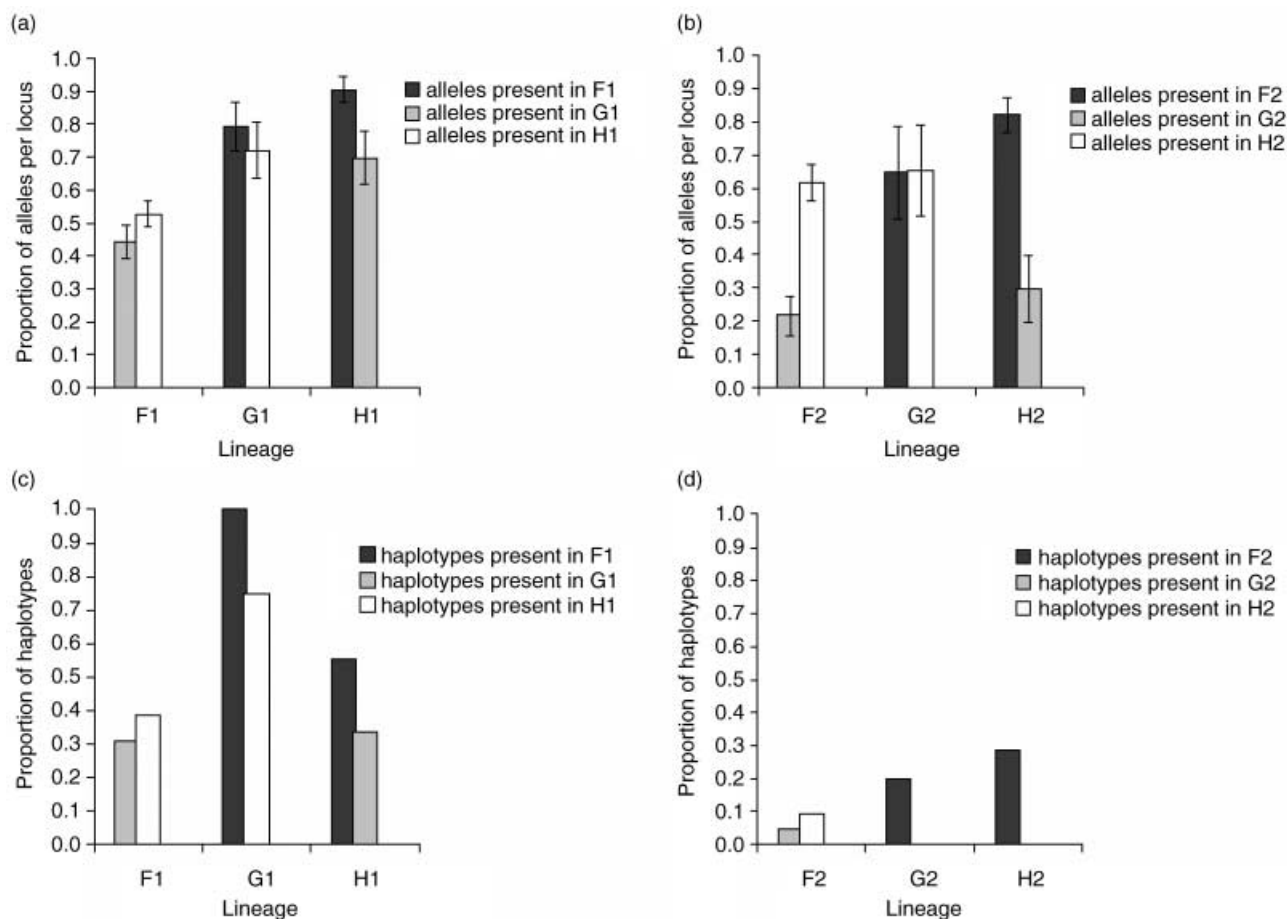 (a)
Proportion of alleles per locus
1.0
0.9
0.8
0.7
0.6
0.5
0.4
0.3
0.2
0.1
0.0
F1 G1 H1
Lineage
alleles present in F1
alleles present in G1
alleles present in H1
(b)
Proportion of alleles per locus
1.0
0.9
0.8
0.7
0.6
0.5
0.4
0.3
0.2
0.1
0.0
F2 G2 H2
Lineage
alleles present in F2
alleles present in G2
alleles present in H2
(c)
Proportion of haplotypes
1.0
0.9
0.8
0.7
0.6
0.5
0.4
0.3
0.2
0.1
0.0
F1 G1 H1
Lineage
haplotypes present in F1
haplotypes present in G1
haplotypes present in H1
(d)
Proportion of haplotypes
1.0
0.9
0.8
0.7
0.6
0.5
0.4
0.3
0.2
0.1
0.0
F2 G2 H2
Lineage
haplotypes present in F2
haplotypes present in G2
haplotypes present in H2